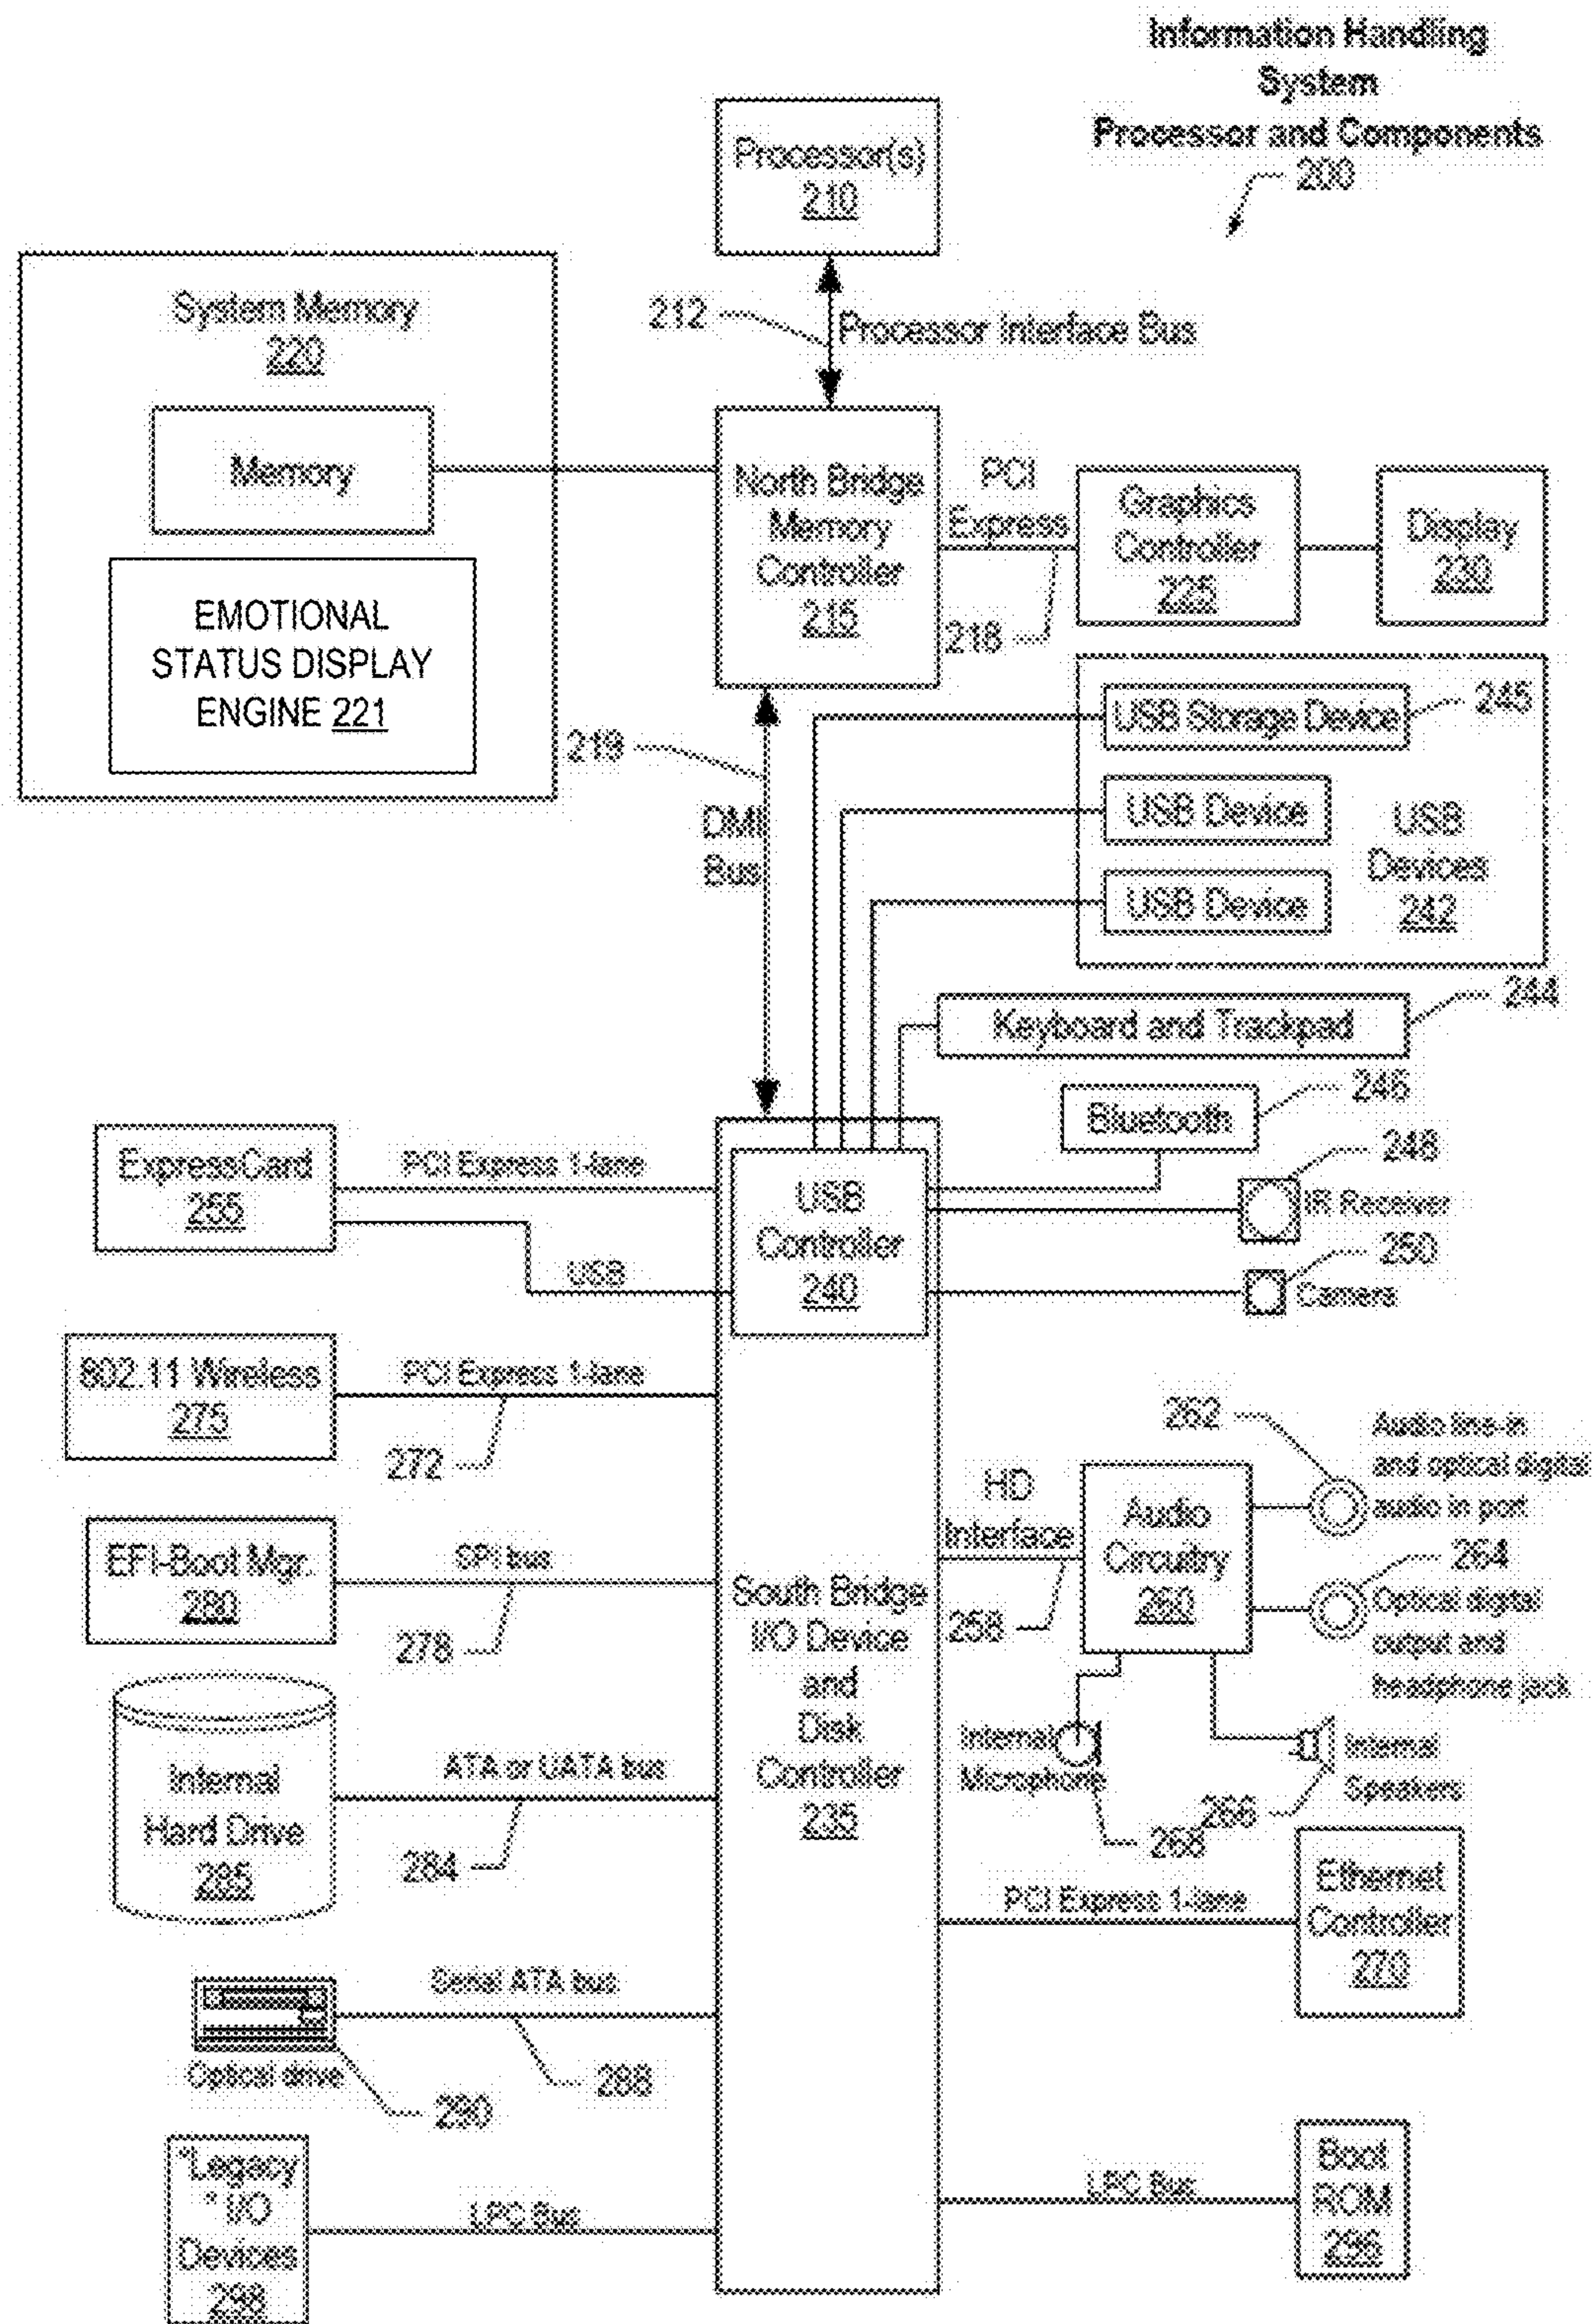 Information Handling
System
Processor and Components
200
Processor(s)
210
212
Processor Interface Bus
System Memory
220
Memory
EMOTIONAL
STATUS DISPLAY
ENGINE 221
North Bridge
Memory
Controller
215
PCI
Express
218
Graphics
Controller
225
Display
230
219
DMI
Bus
USB Storage Device
245
USB Device
USB Device
USB
Devices
242
Keyboard and Trackpad
244
Bluetooth
246
248
IR Receiver
250
Camera
ExpressCard
255
PCI Express 1-lane
USB
USB
Controller
240
802.11 Wireless
275
PCI Express 1-lane
272
EFI-Boot Mgr.
280
SPI bus
278
Internal
Hard Drive
285
ATA or UATA bus
284
South Bridge
I/O Device
and
Disk
Controller
235
HD
Interface
258
Audio
Circuitry
260
262
Audio line-in
and optical digital
audio in port
264
Optical digital
output and
headphone jack
Internal
Microphone
268
266
Internal
Speakers
PCI Express 1-lane
Ethernet
Controller
270
Serial ATA bus
288
Optical drive
290
"Legacy
" I/O
Devices
298
LPC Bus
LPC Bus
Boot
ROM
296